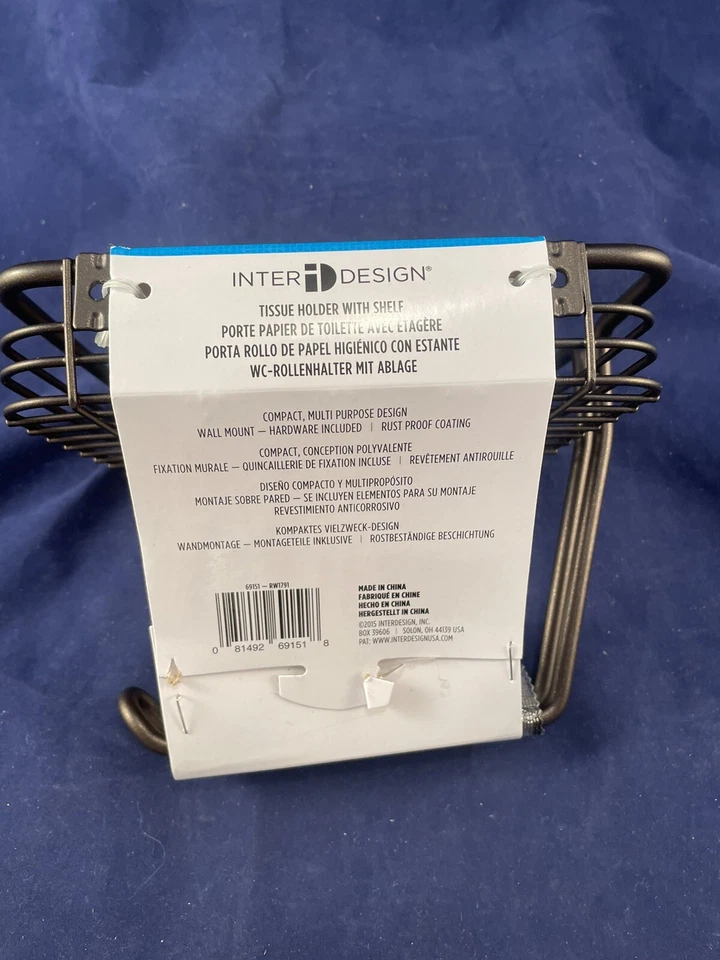 INTER iD DESIGN®
TISSUE HOLDER WITH SHELF
PORTE PAPIER DE TOILETTE AVEC ÉTAGÈRE
PORTA ROLLO DE PAPEL HIGIÉNICO CON ESTANTE
WC-ROLLENHALTER MIT ABLAGE
COMPACT, MULTI PURPOSE DESIGN
WALL MOUNT — HARDWARE INCLUDED | RUST PROOF COATING
COMPACT, CONCEPTION POLYVALENTE
FIXATION MURALE — QUINCAILLERIE DE FIXATION INCLUSE | REVÊTEMENT ANTIROUILLE
DISEÑO COMPACTO Y MULTIPROPÓSITO
MONTAJE SOBRE PARED — SE INCLUYEN ELEMENTOS PARA SU MONTAJE
REVESTIMIENTO ANTICORROSIVO
KOMPAKTES VIELZWECK-DESIGN
WANDMONTAGE — MONTAGETEILE INKLUSIVE | ROSTBESTÄNDIGE BESCHICHTUNG
69151 — RW1791
0 81492 69151 8
MADE IN CHINA
FABRIQUÉ EN CHINE
HECHO EN CHINA
HERGESTELLT IN CHINA
©2015 INTERDESIGN, INC.
BOX 39606 | SOLON, OH 44139 USA
PAT: WWW.INTERDESIGNUSA.COM